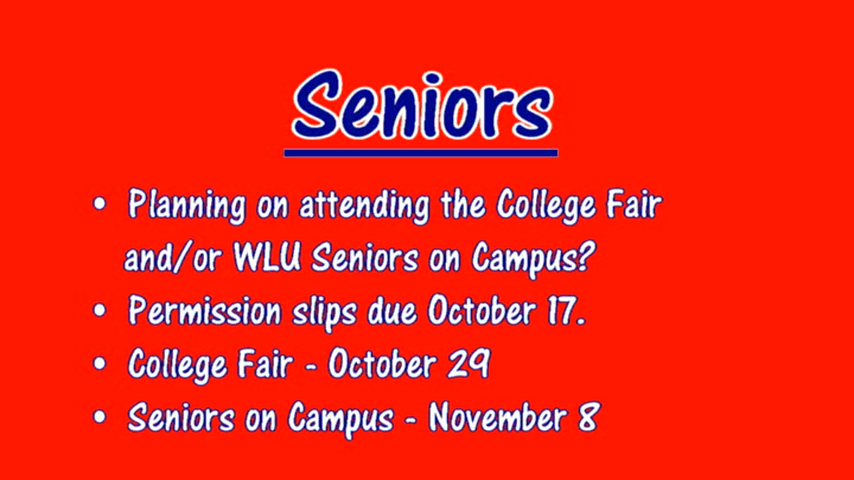 Seniors
• Planning on attending the College Fair
and/or WLU Seniors on Campus?
• Permission slips due October 17.
• College Fair - October 29
• Seniors on Campus - November 8